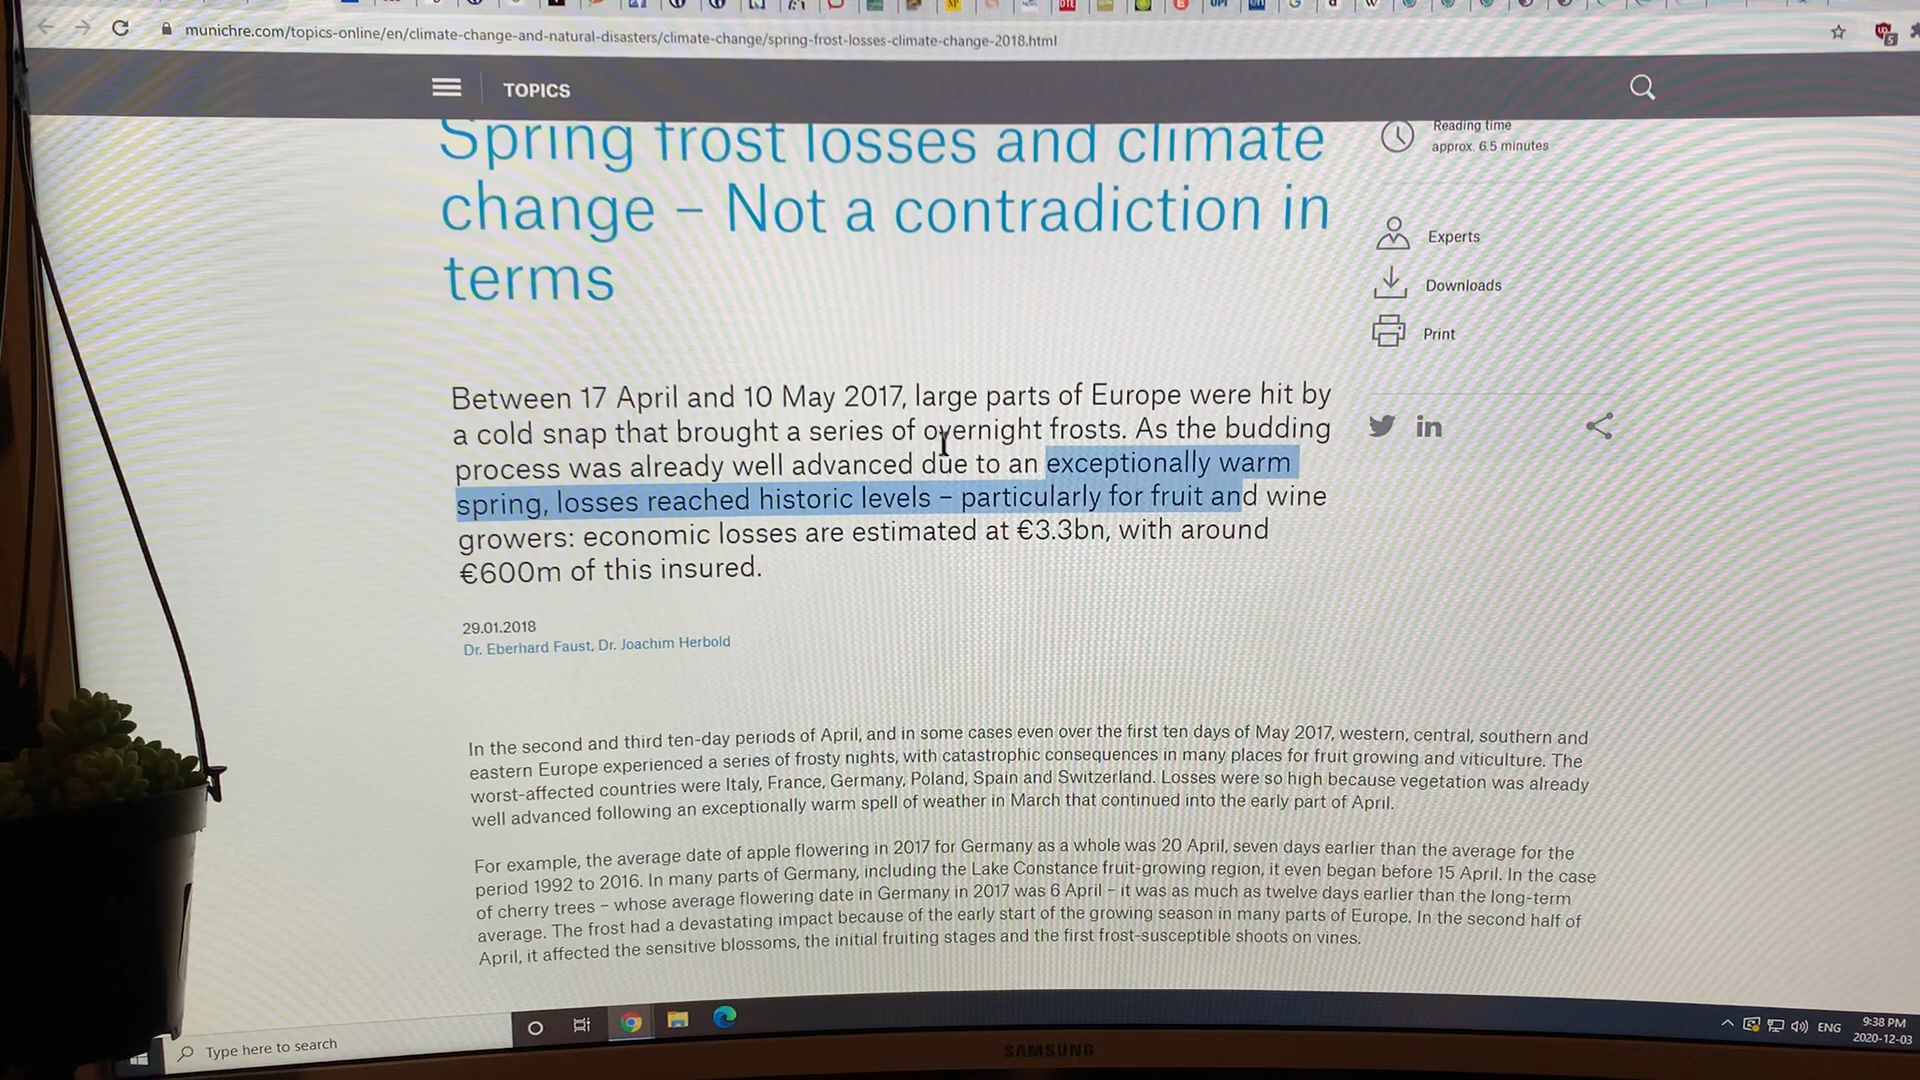 munichre.com/topics-online/en/climate-change-and-natural-disasters/climate-change/spring-frost-losses-climate-change-2018.html
TOPICS
Spring frost losses and climate
change – Not a contradiction in
terms
Reading time
approx. 6.5 minutes
Experts
Downloads
Print
Between 17 April and 10 May 2017, large parts of Europe were hit by
a cold snap that brought a series of overnight frosts. As the budding
process was already well advanced due to an exceptionally warm
spring, losses reached historic levels – particularly for fruit and wine
growers: economic losses are estimated at €3.3bn, with around
€600m of this insured.
29.01.2018
Dr. Eberhard Faust, Dr. Joachim Herbold
In the second and third ten-day periods of April, and in some cases even over the first ten days of May 2017, western, central, southern and
eastern Europe experienced a series of frosty nights, with catastrophic consequences in many places for fruit growing and viticulture. The
worst-affected countries were Italy, France, Germany, Poland, Spain and Switzerland. Losses were so high because vegetation was already
well advanced following an exceptionally warm spell of weather in March that continued into the early part of April.
For example, the average date of apple flowering in 2017 for Germany as a whole was 20 April, seven days earlier than the average for the
period 1992 to 2016. In many parts of Germany, including the Lake Constance fruit-growing region, it even began before 15 April. In the case
of cherry trees – whose average flowering date in Germany in 2017 was 6 April – it was as much as twelve days earlier than the long-term
average. The frost had a devastating impact because of the early start of the growing season in many parts of Europe. In the second half of
April, it affected the sensitive blossoms, the initial fruiting stages and the first frost-susceptible shoots on vines.
Type here to search
ENG
9:38 PM
2020-12-03
SAMSUNG